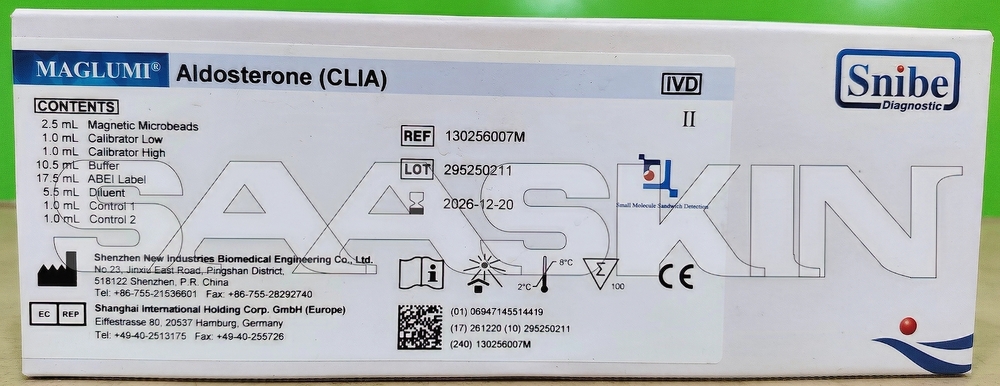 MAGLUMI® Aldosterone (CLIA)
IVD
Snibe
Diagnostic
II
CONTENTS
2.5 mL Magnetic Microbeads
1.0 mL Calibrator Low
1.0 mL Calibrator High
10.5 mL Buffer
17.5 mL ABEI Label
5.5 mL Diluent
1.0 mL Control 1
1.0 mL Control 2
REF 130256007M
LOT 295250211
2026-12-20
Small Molecule Sandwich Detection
SAASKIN
Shenzhen New Industries Biomedical Engineering Co., Ltd.
No.23, Jinxiu East Road, Pingshan District,
518122 Shenzhen, P.R. China
Tel: +86-755-21536601 Fax: +86-755-28292740
i
2°C
8°C
Σ
100
CE
EC REP
Shanghai International Holding Corp. GmbH (Europe)
Eiffestrasse 80, 20537 Hamburg, Germany
Tel: +49-40-2513175 Fax: +49-40-255726
(01) 06947145514419
(17) 261220 (10) 295250211
(240) 130256007M